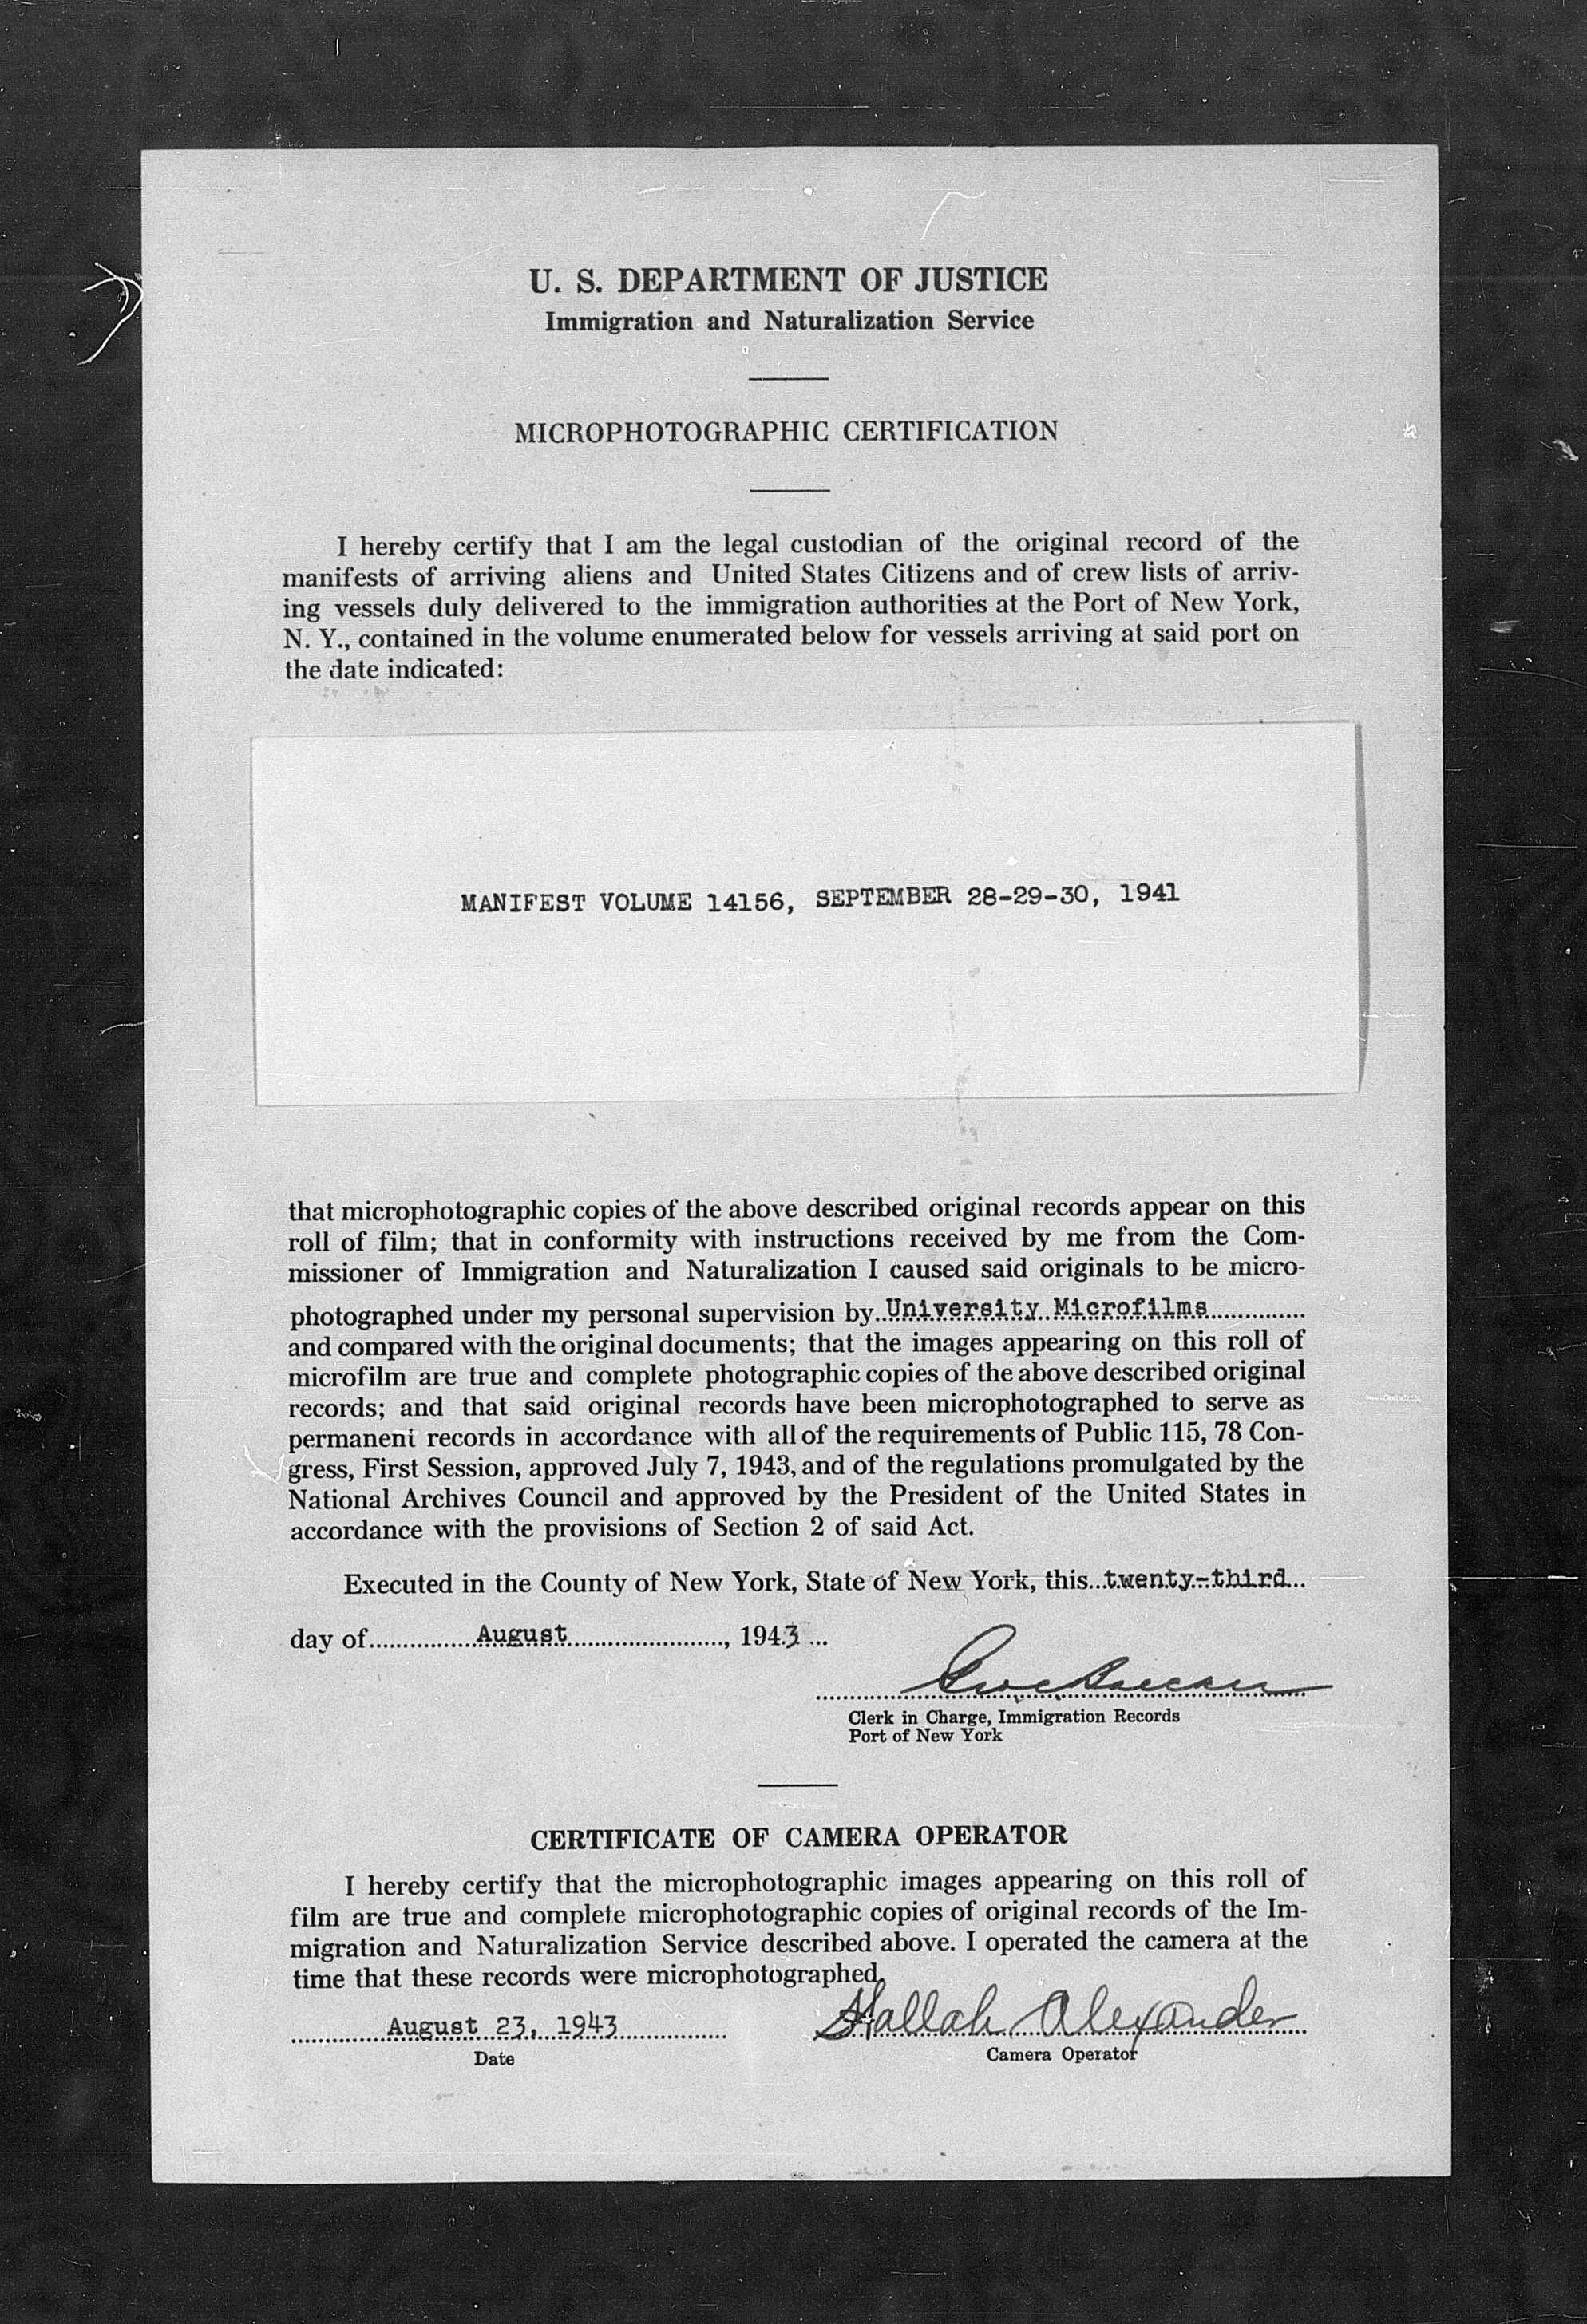 U. S. DEPARTMENT OF JUSTICE
Immigration and Naturalization Service
MICROPHOTOGRAPHIC CERTIFICATION
I hereby certify that I am the legal custodian of the original record of the
manifests of arriving aliens and United States Citizens and of crew lists of arriv-
ing vessels duly delivered to the immigration authorities at the Port of New York,
N. Y., contained in the volume enumerated below for vessels arriving at said port on
the date indicated:
MANIFEST VOLUME 14156, SEPTEMBER 28-29-30, 1941
that microphotographic copies of the above described original records appear on this
roll of film; that in conformity with instructions received by me from the Com-
missioner of Immigration and Naturalization I caused said originals to be micro-
photographed under my personal supervision by University Microfilms
and compared with the original documents; that the images appearing on this roll of
microfilm are true and complete photographic copies of the above described original
records; and that said original records have been microphotographed to serve as
permanent records in accordance with all of the requirements of Public 115, 78 Con-
gress, First Session, approved July 7, 1943, and of the regulations promulgated by the
National Archives Council and approved by the President of the United States in
accordance with the provisions of Section 2 of said Act.
Executed in the County of New York, State of New York, this twenty-third
day of August, 1943
Clerk in Charge, Immigration Records
Port of New York
CERTIFICATE OF CAMERA OPERATOR
I hereby certify that the microphotographic images appearing on this roll of
film are true and complete microphotographic copies of original records of the Im-
migration and Naturalization Service described above. I operated the camera at the
time that these records were microphotographed.
August 23, 1943 Alexander
Date Camera Operator